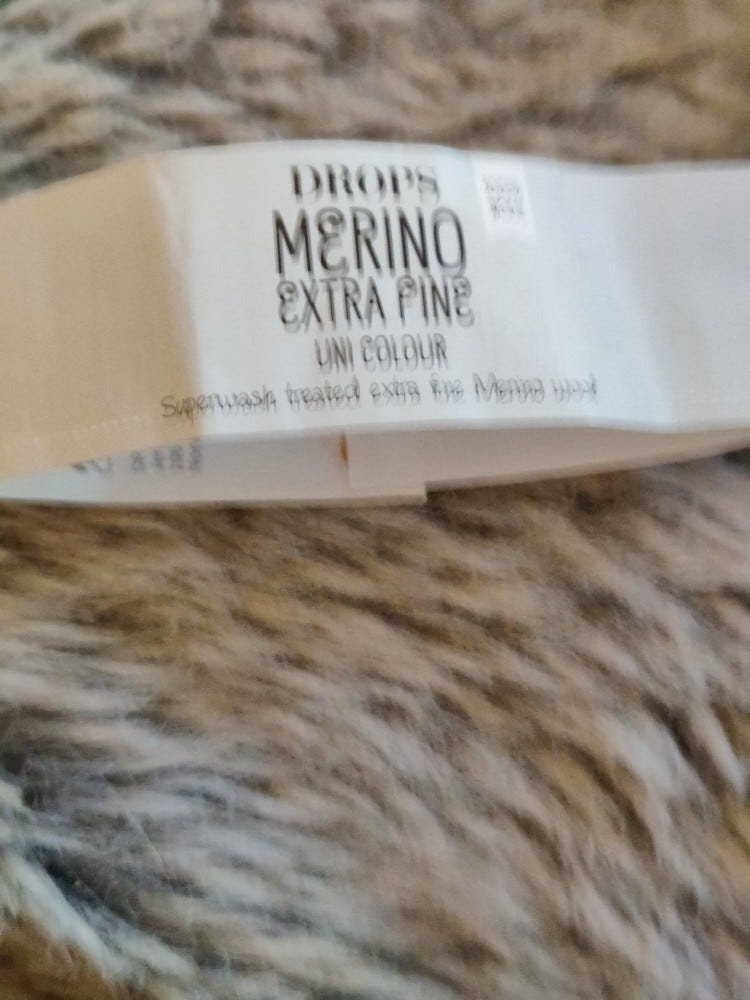 DROPS
MERINO
EXTRA FINE
UNI COLOUR
Superwash treated extra fine Merino wool